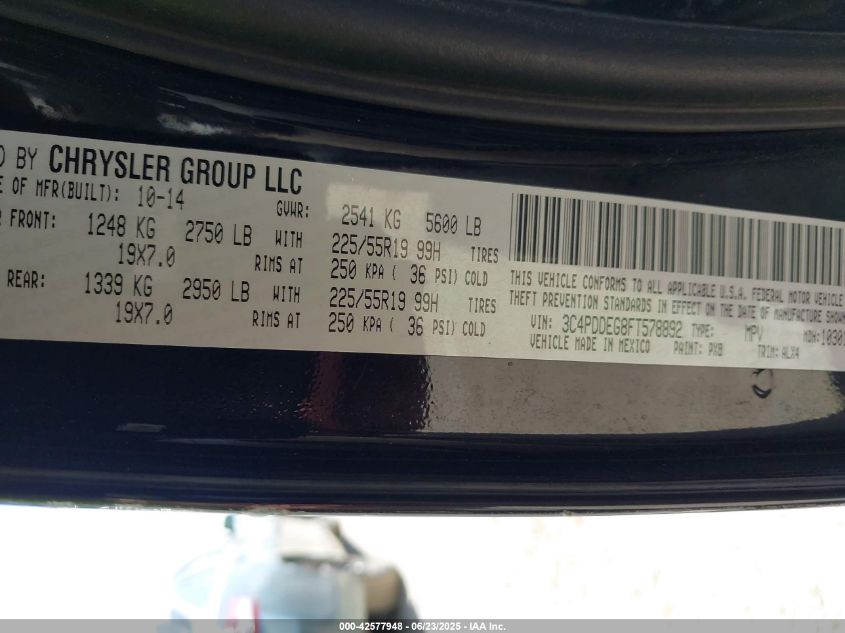 BY CHRYSLER GROUP LLC
OF MFR(BUILT): 10-14 GVWR: 2541 KG 5600 LB
FRONT: 1248 KG 2750 LB WITH 225/55R19 99H TIRES
19X7.0 RIMS AT 250 KPA ( 36 PSI) COLD
REAR: 1339 KG 2950 LB WITH 225/55R19 99H TIRES
19X7.0 RIMS AT 250 KPA ( 36 PSI) COLD
THIS VEHICLE CONFORMS TO ALL APPLICABLE U.S.A. FEDERAL MOTOR VEHICLE
THEFT PREVENTION STANDARDS IN EFFECT ON THE DATE OF MANUFACTURE SHOWN
VIN: 3C4PDDEG8FT578892 TYPE: MPV MDH:1030
VEHICLE MADE IN MEXICO PAINT: PXB TRIM: ALX4
000-42577948 - 06/23/2025 - IAA Inc.